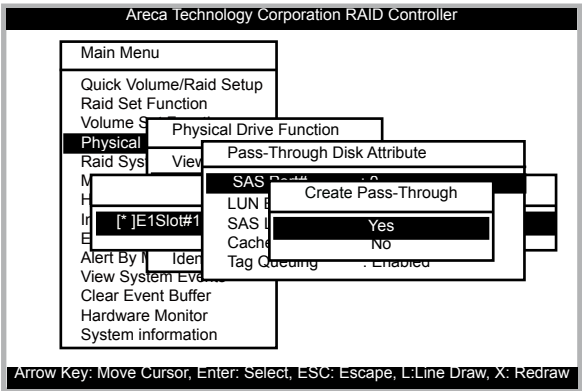 Areca Technology Corporation RAID Controller
Main Menu
Quick Volume/Raid Setup
Raid Set Function
Volume S
Physical Drive Function
Physical
Pass-Through Disk Attribute
Raid Sys
View
SAS Port# : 0
Create Pass-Through
LUN
[* ]E1Slot#1
SAS
Yes
Cache
No
Alert By
Iden
Tag Queuing : Enabled
View System Events
Clear Event Buffer
Hardware Monitor
System information
Arrow Key: Move Cursor, Enter: Select, ESC: Escape, L:Line Draw, X: Redraw